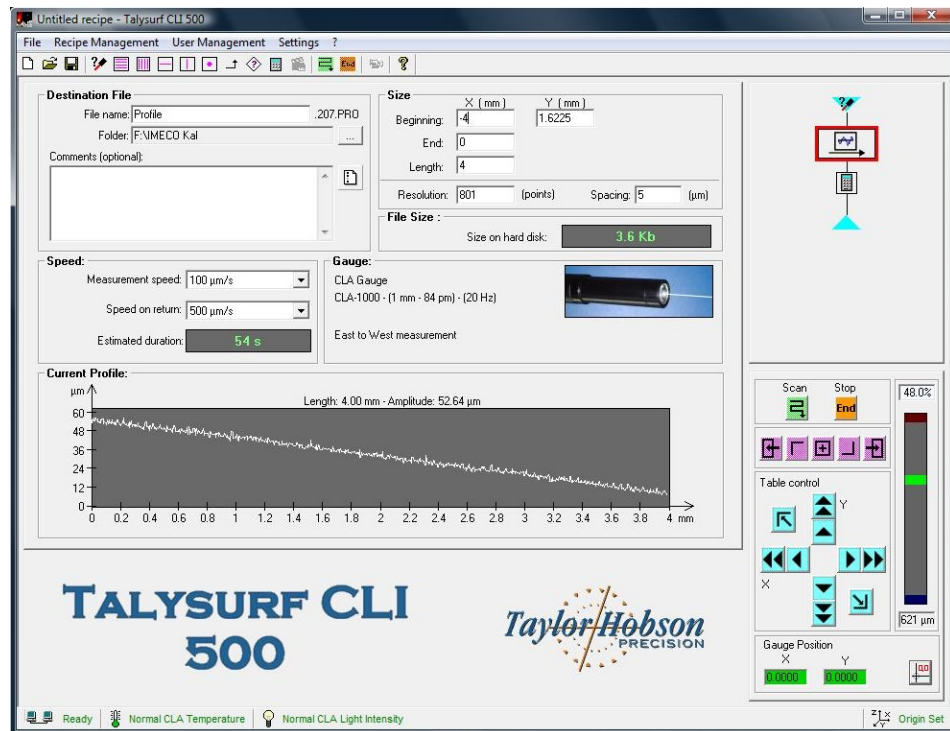 Untitled recipe - Talysurf CLI 500
File Recipe Management User Management Settings ?
End
Destination File
File name: Profile .207.PRO
Folder: F:\IMECO Kal ...
Comments (optional):
Size
X ( mm ) Y ( mm )
Beginning: -4 1.6225
End: 0
Length: 4
Resolution: 801 (points) Spacing: 5 (µm)
File Size :
Size on hard disk: 3.6 Kb
Speed:
Measurement speed: 100 µm/s
Speed on return: 500 µm/s
Estimated duration: 54 s
Gauge:
CLA Gauge
CLA-1000 - (1 mm - 84 pm) - (20 Hz)
East to West measurement
Current Profile:
µm
Length: 4.00 mm - Amplitude: 52.64 µm
60
48
36
24
12
0
0 0.2 0.4 0.6 0.8 1 1.2 1.4 1.6 1.8 2 2.2 2.4 2.6 2.8 3 3.2 3.4 3.6 3.8 4 mm
Scan Stop
End
48.0%
Table control
Y
X
621 µm
Gauge Position
X Y
0.0000 0.0000
0,0
TALYSURF CLI
500
Taylor Hobson
PRECISION
Ready Normal CLA Temperature Normal CLA Light Intensity Z X Y Origin Set